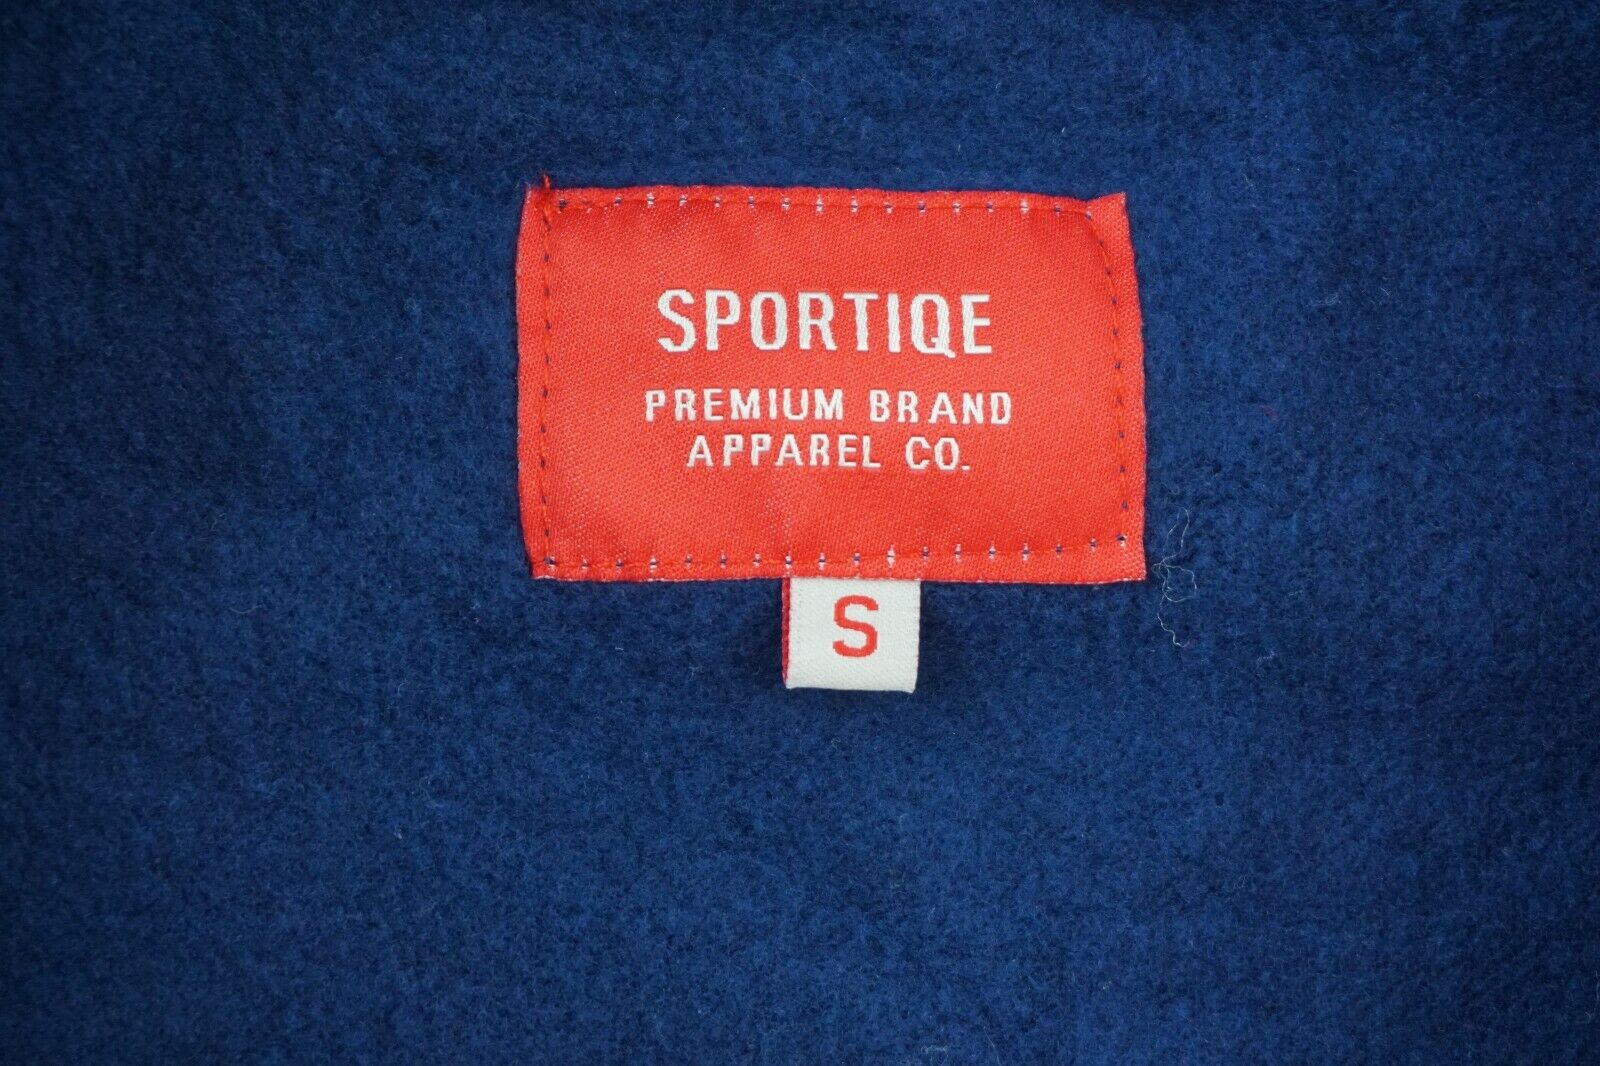 SPORTIQE
PREMIUM BRAND
APPAREL CO.
S